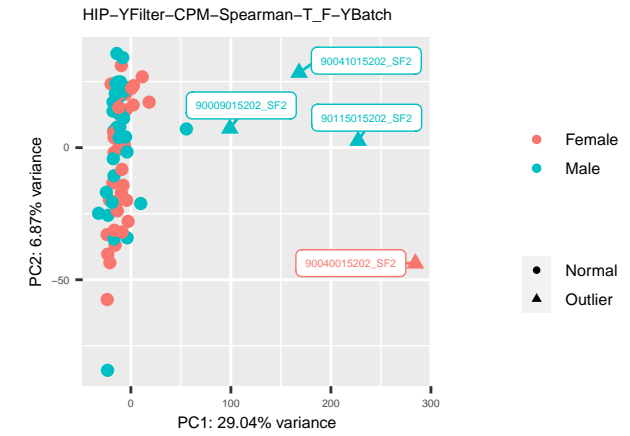 HIP−YFilter−CPM−Spearman−T_F−YBatch
90041015202_SF2
90009015202_SF2
90115015202_SF2
90040015202_SF2
0
−50
PC2: 6.87% variance
0
100
200
300
PC1: 29.04% variance
Female
Male
Normal
Outlier